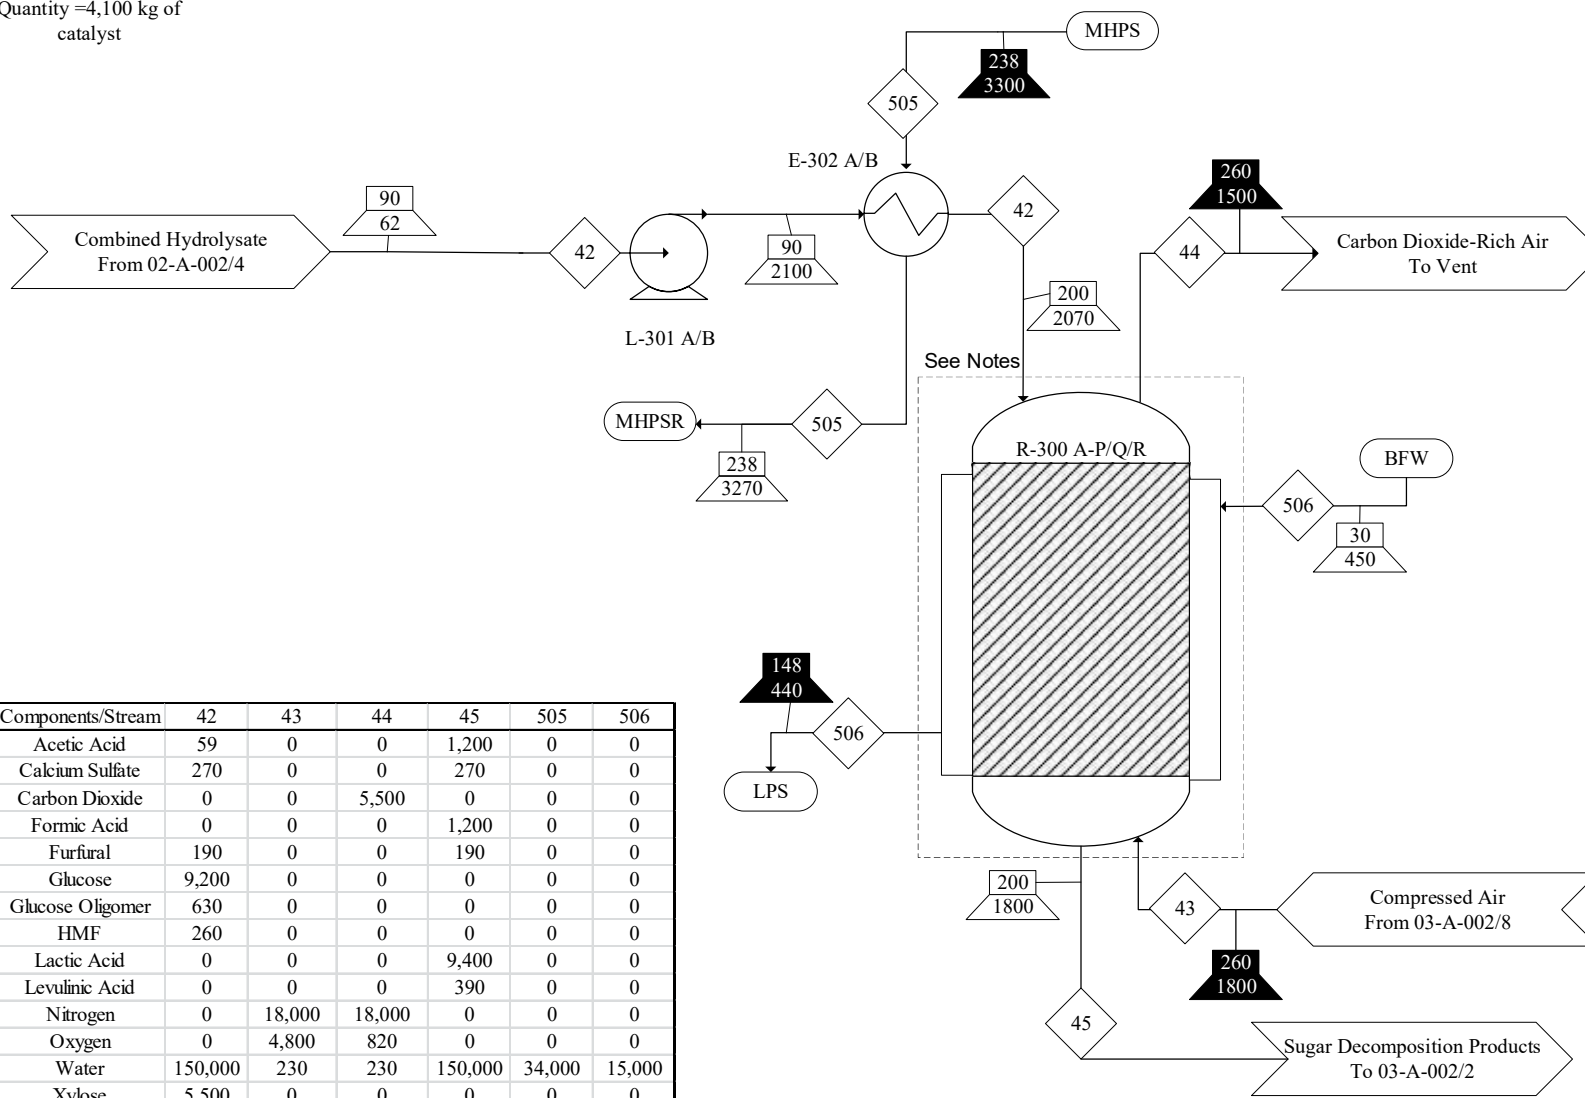 Quantity =4,100 kg of
catalyst
MHPS
238
3300
505
E-302 A/B
260
1500
90
62
42
Combined Hydrolysate
From 02-A-002/4
42
44
Carbon Dioxide-Rich Air
To Vent
90
2100
200
2070
L-301 A/B
See Notes
MHPSR
505
R-300 A-P/Q/R
BFW
238
3270
506
30
450
148
440
506
LPS
200
1800
43
Compressed Air
From 03-A-002/8
260
1800
45
Sugar Decomposition Products
To 03-A-002/2
Components/Stream 42 43 44 45 505 506
Acetic Acid 59 0 0 1,200 0 0
Calcium Sulfate 270 0 0 270 0 0
Carbon Dioxide 0 0 5,500 0 0 0
Formic Acid 0 0 0 1,200 0 0
Furfural 190 0 0 190 0 0
Glucose 9,200 0 0 0 0 0
Glucose Oligomer 630 0 0 0 0 0
HMF 260 0 0 0 0 0
Lactic Acid 0 0 0 9,400 0 0
Levulinic Acid 0 0 0 390 0 0
Nitrogen 0 18,000 18,000 0 0 0
Oxygen 0 4,800 820 0 0 0
Water 150,000 230 230 150,000 34,000 15,000
Xylose 5,500 0 0 0 0 0